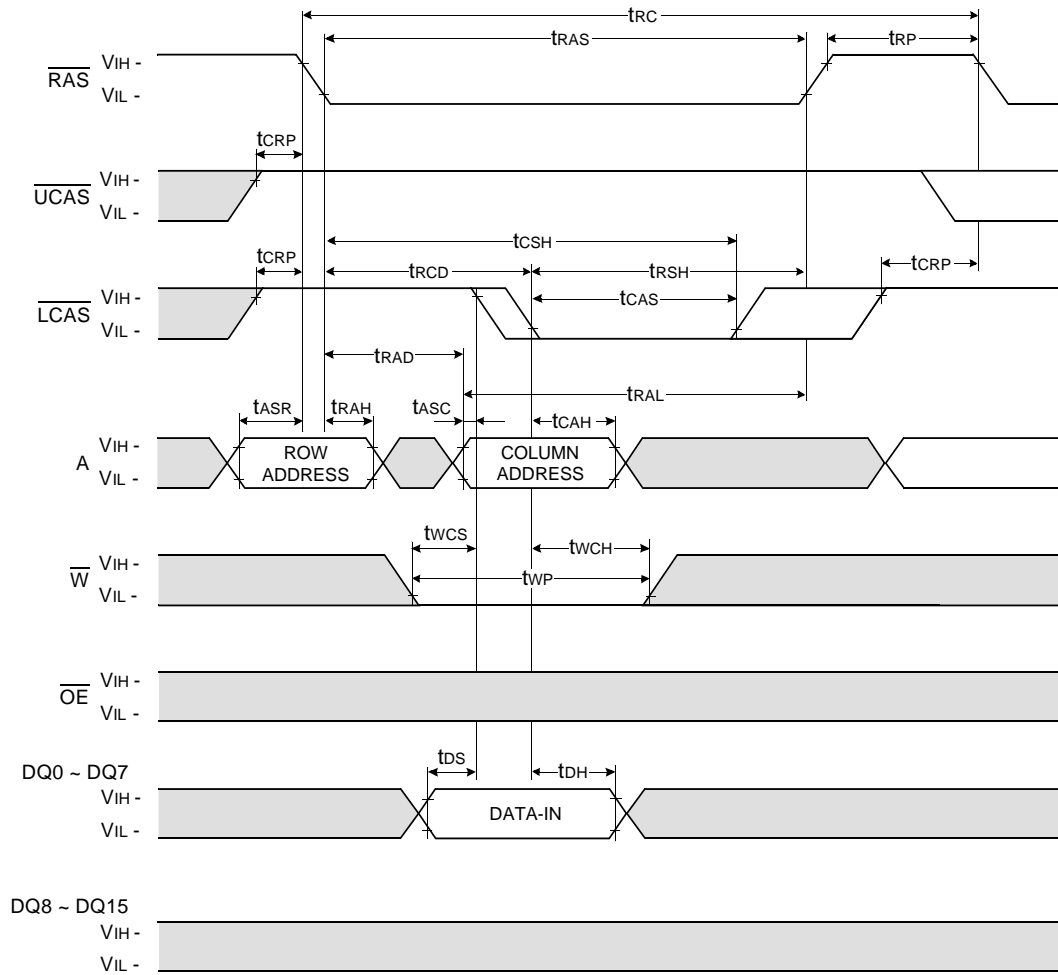 tRC
tRAS
tRP
RAS
VIH -
VIL -
tCRP
UCAS
VIH -
VIL -
tCSH
tCRP
tRCD
tRSH
tCRP
LCAS
VIH -
VIL -
tCAS
tRAD
tRAL
tASR
tRAH
tASC
tCAH
A
VIH -
VIL -
ROW
ADDRESS
COLUMN
ADDRESS
tWCS
tWCH
W
VIH -
VIL -
tWP
OE
VIH -
VIL -
tDS
tDH
DQ0 ~ DQ7
VIH -
VIL -
DATA-IN
DQ8 ~ DQ15
VIH -
VIL -